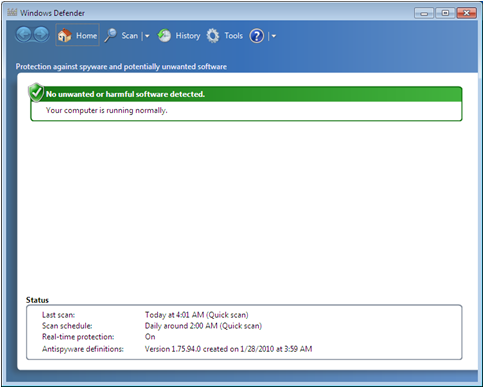 Windows Defender
Home Scan History Tools ?
Protection against spyware and potentially unwanted software
No unwanted or harmful software detected.
Your computer is running normally.
Status
Last scan: Today at 4:01 AM (Quick scan)
Scan schedule: Daily around 2:00 AM (Quick scan)
Real-time protection: On
Antispyware definitions: Version 1.75.94.0 created on 1/28/2010 at 3:59 AM